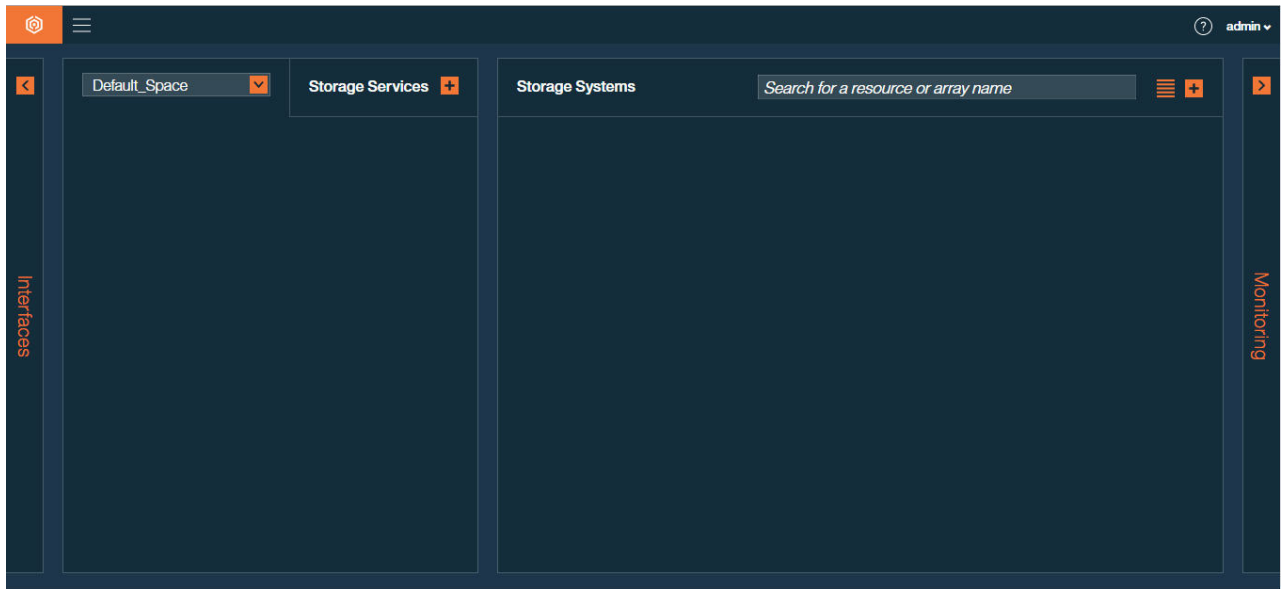 ? admin
Default_Space
Storage Services +
Storage Systems
Search for a resource or array name
+
Interfaces
Monitoring